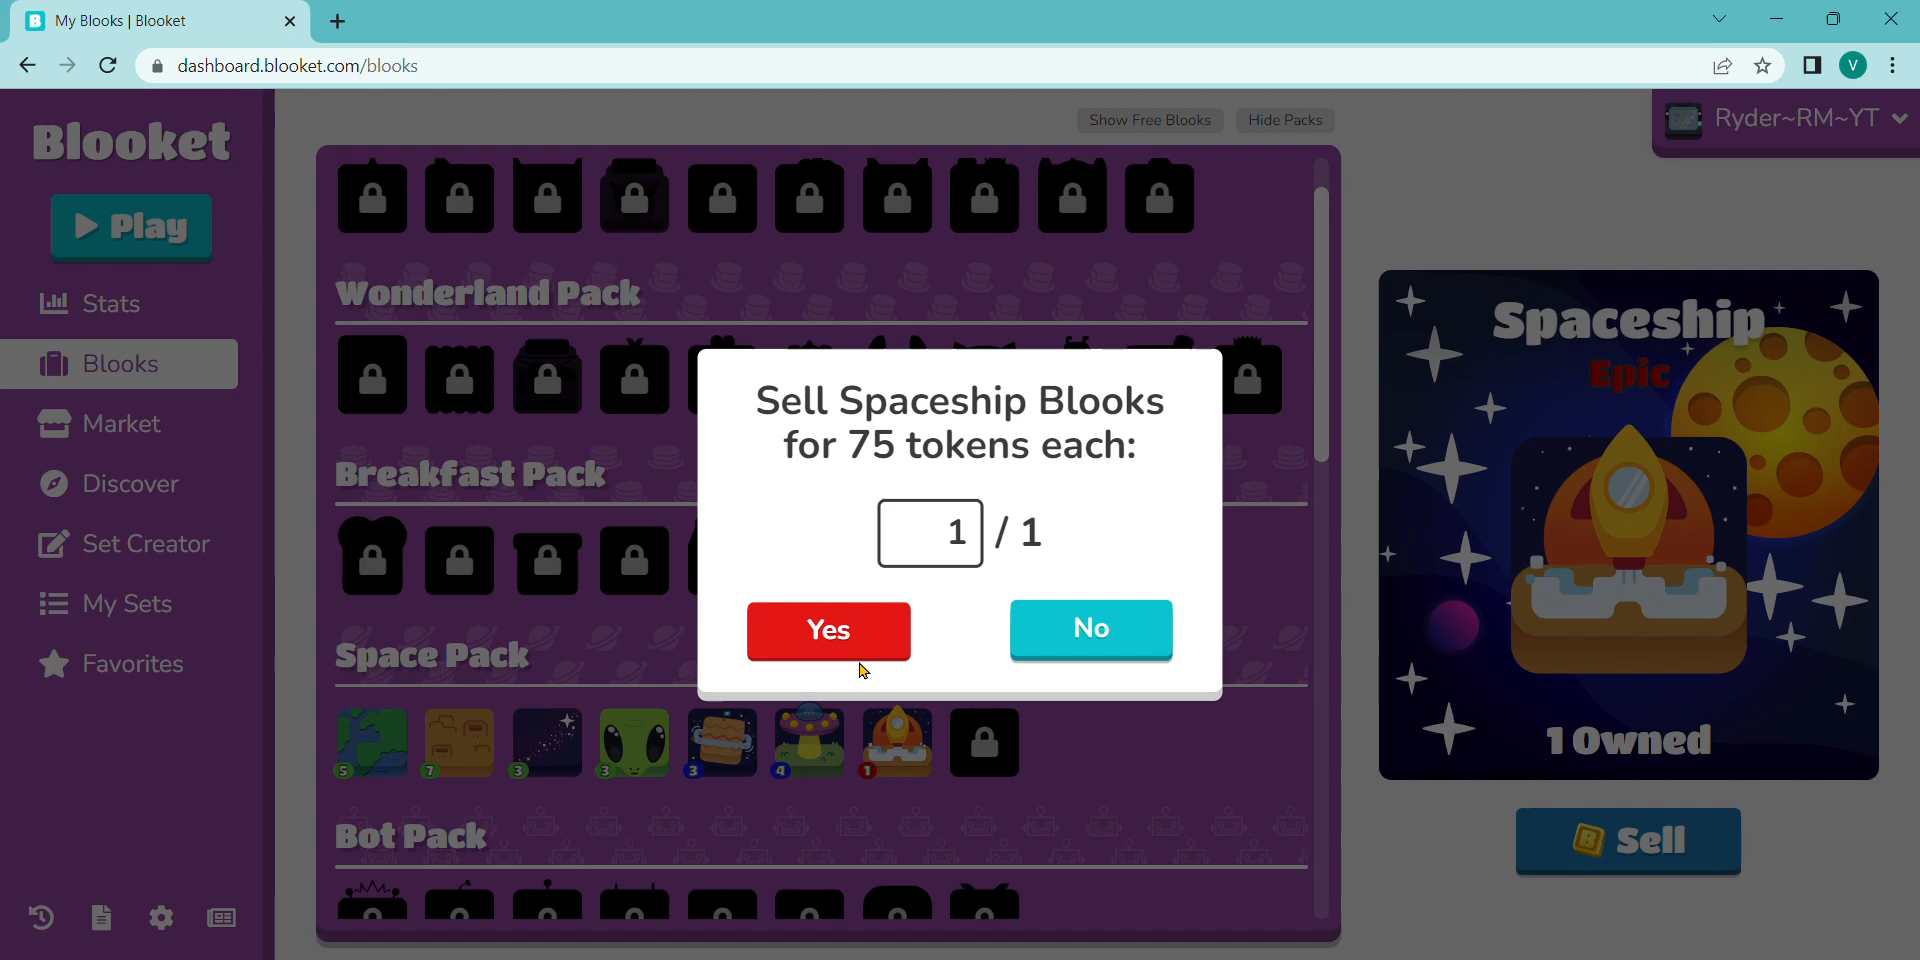 My Blooks | Blooket
dashboard.blooket.com/blooks
V
Blooket
Play
Stats
Blooks
Market
Discover
Set Creator
My Sets
Favorites
Show Free Blooks
Hide Packs
Ryder~RM~YT
Wonderland Pack
Breakfast Pack
Space Pack
5
7
3
3
3
4
1
Bot Pack
Sell Spaceship Blooks
for 75 tokens each:
1 / 1
Yes
No
Spaceship
Epic
1 Owned
B Sell